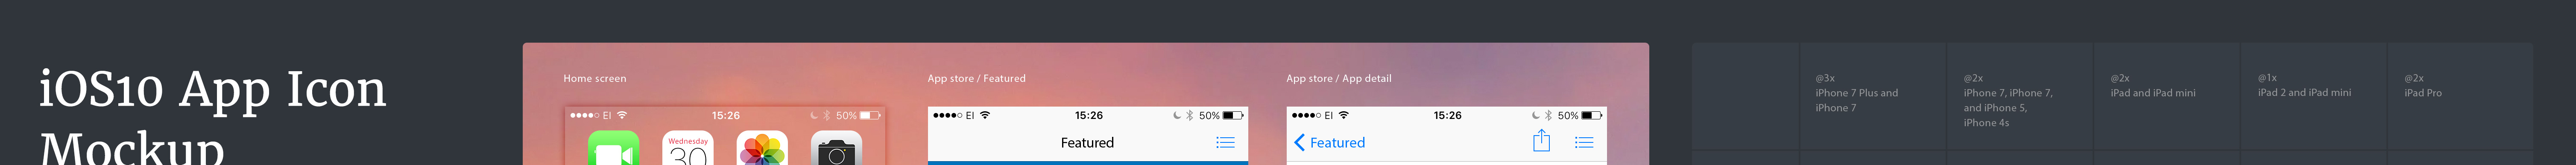 iOS10 App Icon
Mockup
Home screen
EI 15:26 50%
Wednesday
30
App store / Featured
EI 15:26 50%
Featured
App store / App detail
EI 15:26 50%
Featured
@3x
iPhone 7 Plus and
iPhone 7
@2x
iPhone 7, iPhone 7,
and iPhone 5,
iPhone 4s
@2x
iPad and iPad mini
@1x
iPad 2 and iPad mini
@2x
iPad Pro